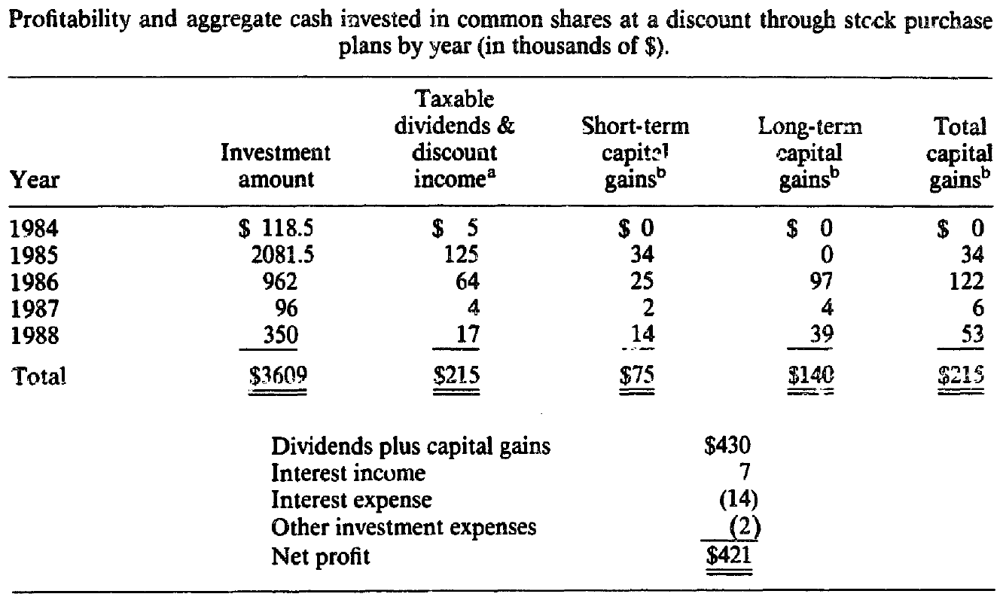 Profitability and aggregate cash invested in common shares at a discount through stock purchase
plans by year (in thousands of $).
Taxable
dividends & Short-term Long-term Total
Investment discount capital capital capital
Year amount income^a gains^b gains^b gains^b
1984 $ 118.5 $ 5 $ 0 $ 0 $ 0
1985 2081.5 125 34 0 34
1986 962 64 25 97 122
1987 96 4 2 4 6
1988 350 17 14 39 53
Total $3609 $215 $75 $140 $215
Dividends plus capital gains $430
Interest income 7
Interest expense (14)
Other investment expenses (2)
Net profit $421